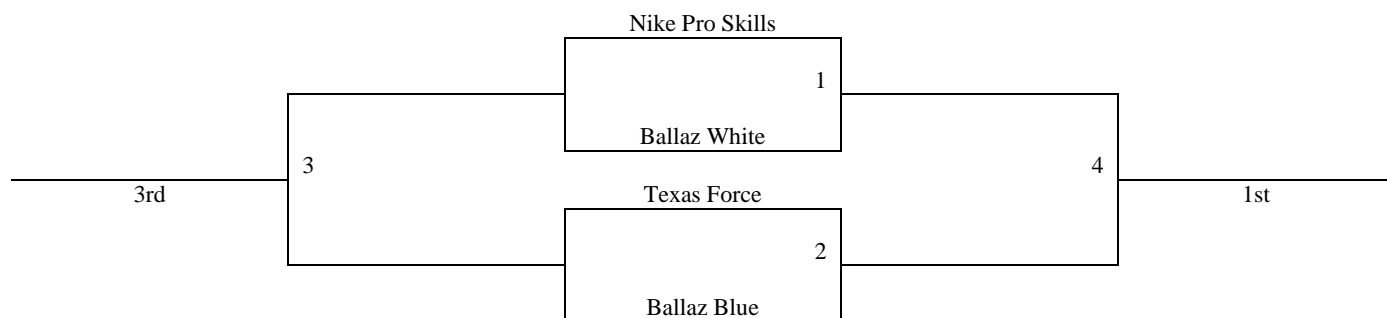 Nike Pro Skills
1
Ballaz White
3
4
3rd
Texas Force
1st
2
Ballaz Blue